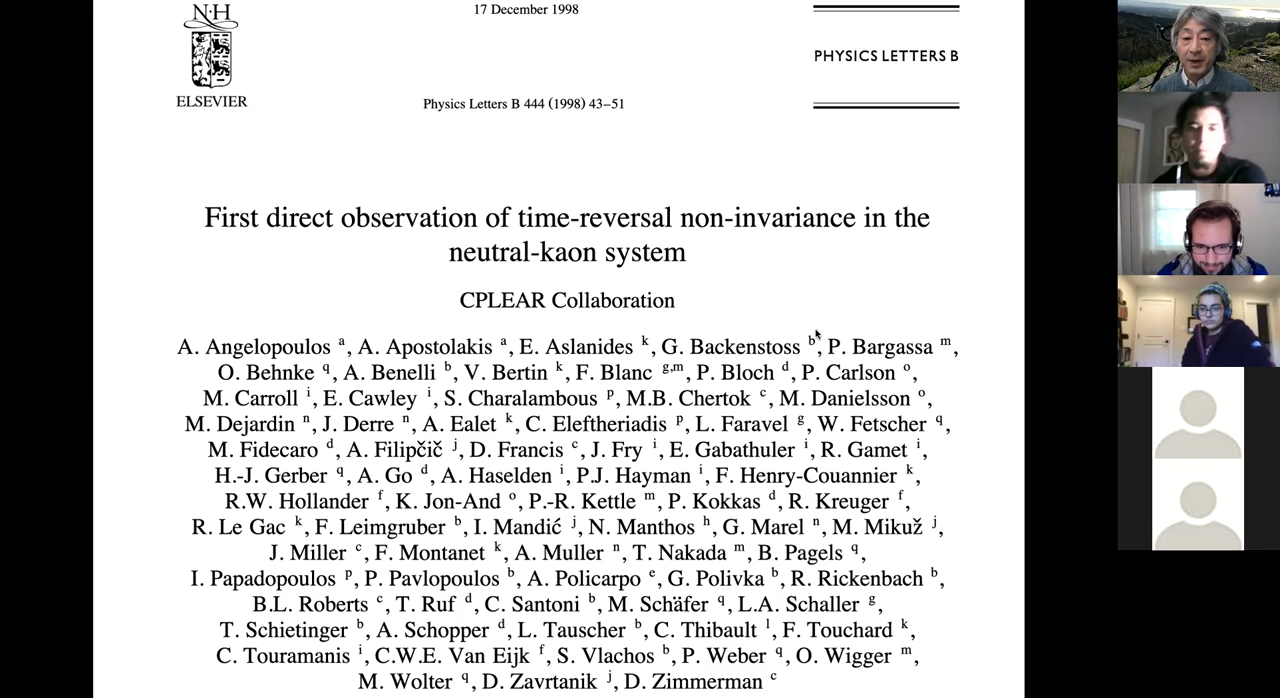 N·H
17 December 1998
PHYSICS LETTERS B
ELSEVIER
Physics Letters B 444 (1998) 43–51
First direct observation of time-reversal non-invariance in the
neutral-kaon system
CPLEAR Collaboration
A. Angelopoulos a, A. Apostolakis a, E. Aslanides k, G. Backenstoss b, P. Bargassa m,
O. Behnke q, A. Benelli b, V. Bertin k, F. Blanc g,m, P. Bloch d, P. Carlson o,
M. Carroll i, E. Cawley i, S. Charalambous p, M.B. Chertok c, M. Danielsson o,
M. Dejardin n, J. Derre n, A. Ealet k, C. Eleftheriadis p, L. Faravel g, W. Fetscher q,
M. Fidecaro d, A. Filipčič j, D. Francis c, J. Fry i, E. Gabathuler i, R. Gamet i,
H.-J. Gerber q, A. Go d, A. Haselden i, P.J. Hayman i, F. Henry-Couannier k,
R.W. Hollander f, K. Jon-And o, P.-R. Kettle m, P. Kokkas d, R. Kreuger f,
R. Le Gac k, F. Leimgruber b, I. Mandić j, N. Manthos h, G. Marel n, M. Mikuž j,
J. Miller c, F. Montanet k, A. Muller n, T. Nakada m, B. Pagels q,
I. Papadopoulos p, P. Pavlopoulos b, A. Policarpo e, G. Polivka b, R. Rickenbach b,
B.L. Roberts c, T. Ruf d, C. Santoni b, M. Schäfer q, L.A. Schaller g,
T. Schietinger b, A. Schopper d, L. Tauscher b, C. Thibault l, F. Touchard k,
C. Touramanis i, C.W.E. Van Eijk f, S. Vlachos b, P. Weber q, O. Wigger m,
M. Wolter q, D. Zavrtanik j, D. Zimmerman c